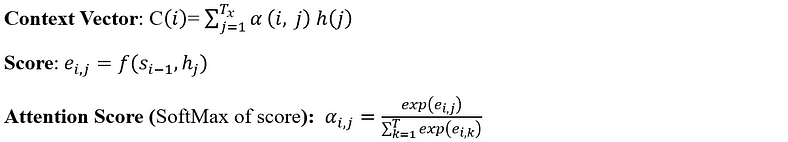 Context Vector: C(i)= ∑_{j=1}^{T_x} α (i, j) h(j)
Score: e_{i,j} = f(s_{i−1}, h_j)
Attention Score (SoftMax of score): α_{i,j} = \frac{exp(e_{i,j})}{∑_{k=1}^{T} exp(e_{i,k})}